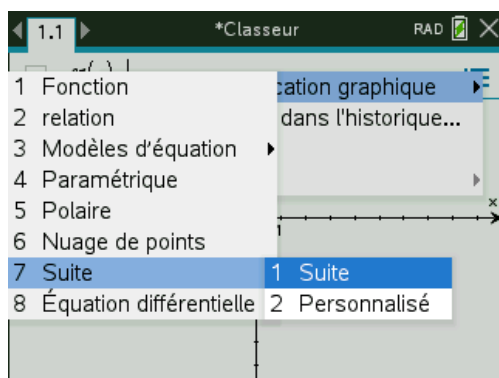 1.1 *Classeur RAD
1 Fonction
2 relation
3 Modèles d'équation
4 Paramétrique
5 Polaire
6 Nuage de points
7 Suite
8 Équation différentielle
cation graphique
dans l'historique...
1 Suite
2 Personnalisé
x
1